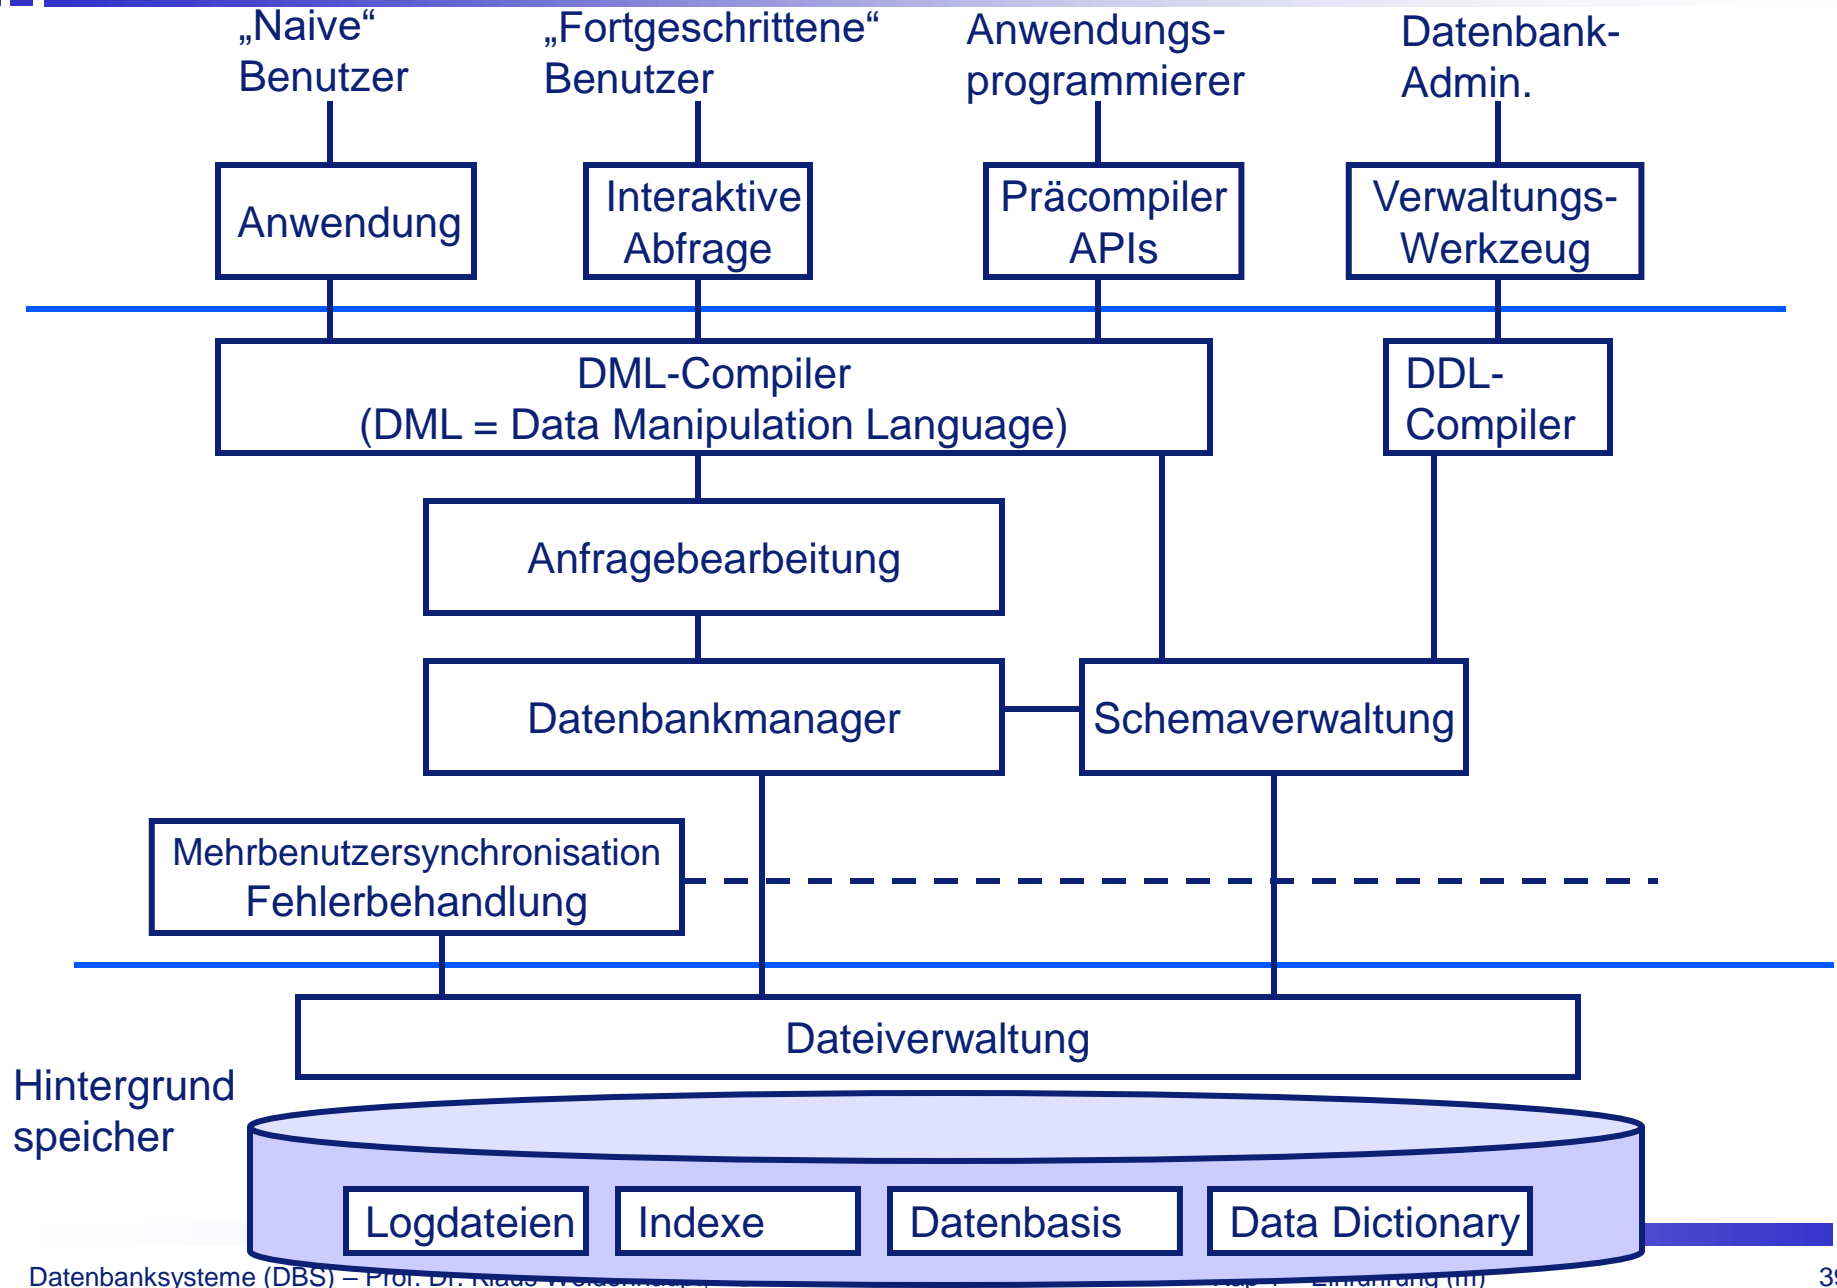 „Naive“
Benutzer
„Fortgeschrittene“
Benutzer
Anwendungs-
programmierer
Datenbank-
Admin.
Anwendung
Interaktive
Abfrage
Präcompiler
APIs
Verwaltungs-
Werkzeug
DML-Compiler
(DML = Data Manipulation Language)
DDL-
Compiler
Anfragebearbeitung
Datenbankmanager
Schemaverwaltung
Mehrbenutzersynchronisation
Fehlerbehandlung
Dateiverwaltung
Hintergrund
speicher
Logdateien
Indexe
Datenbasis
Data Dictionary
Datenbanksysteme (DBS) – Prof. Dr. Klaus
Einführung (m)